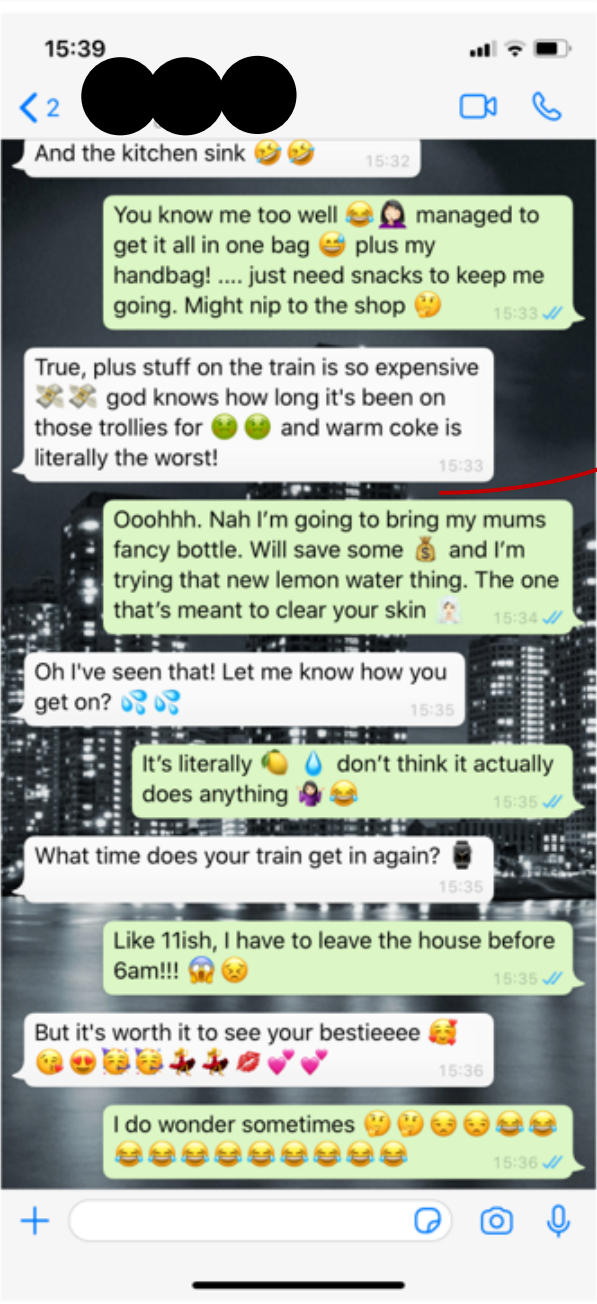 15:39
2
And the kitchen sink 🤣🤣
15:32
You know me too well 😂🤦🏻‍♀️ managed to
get it all in one bag 😅 plus my
handbag! .... just need snacks to keep me
going. Might nip to the shop 🤔
15:33
True, plus stuff on the train is so expensive
💸💸 god knows how long it's been on
those trollies for 🤢🤢 and warm coke is
literally the worst!
15:33
Ooohhh. Nah I’m going to bring my mums
fancy bottle. Will save some 💰 and I’m
trying that new lemon water thing. The one
that’s meant to clear your skin 👰🏻
15:34
Oh I've seen that! Let me know how you
get on? 💦💦
15:35
It’s literally 🍋 💧 don’t think it actually
does anything 🤷🏾‍♀️😂
15:35
What time does your train get in again? ⌚
15:35
Like 11ish, I have to leave the house before
6am!!! 😱😣
15:35
But it's worth it to see your bestieeee 🥰
😘😍🥳🥳💃💃💋💕💕
15:36
I do wonder sometimes 🤔🤔😒😒😂😂
😂😂😂😂😂😂😂😂😂
15:36